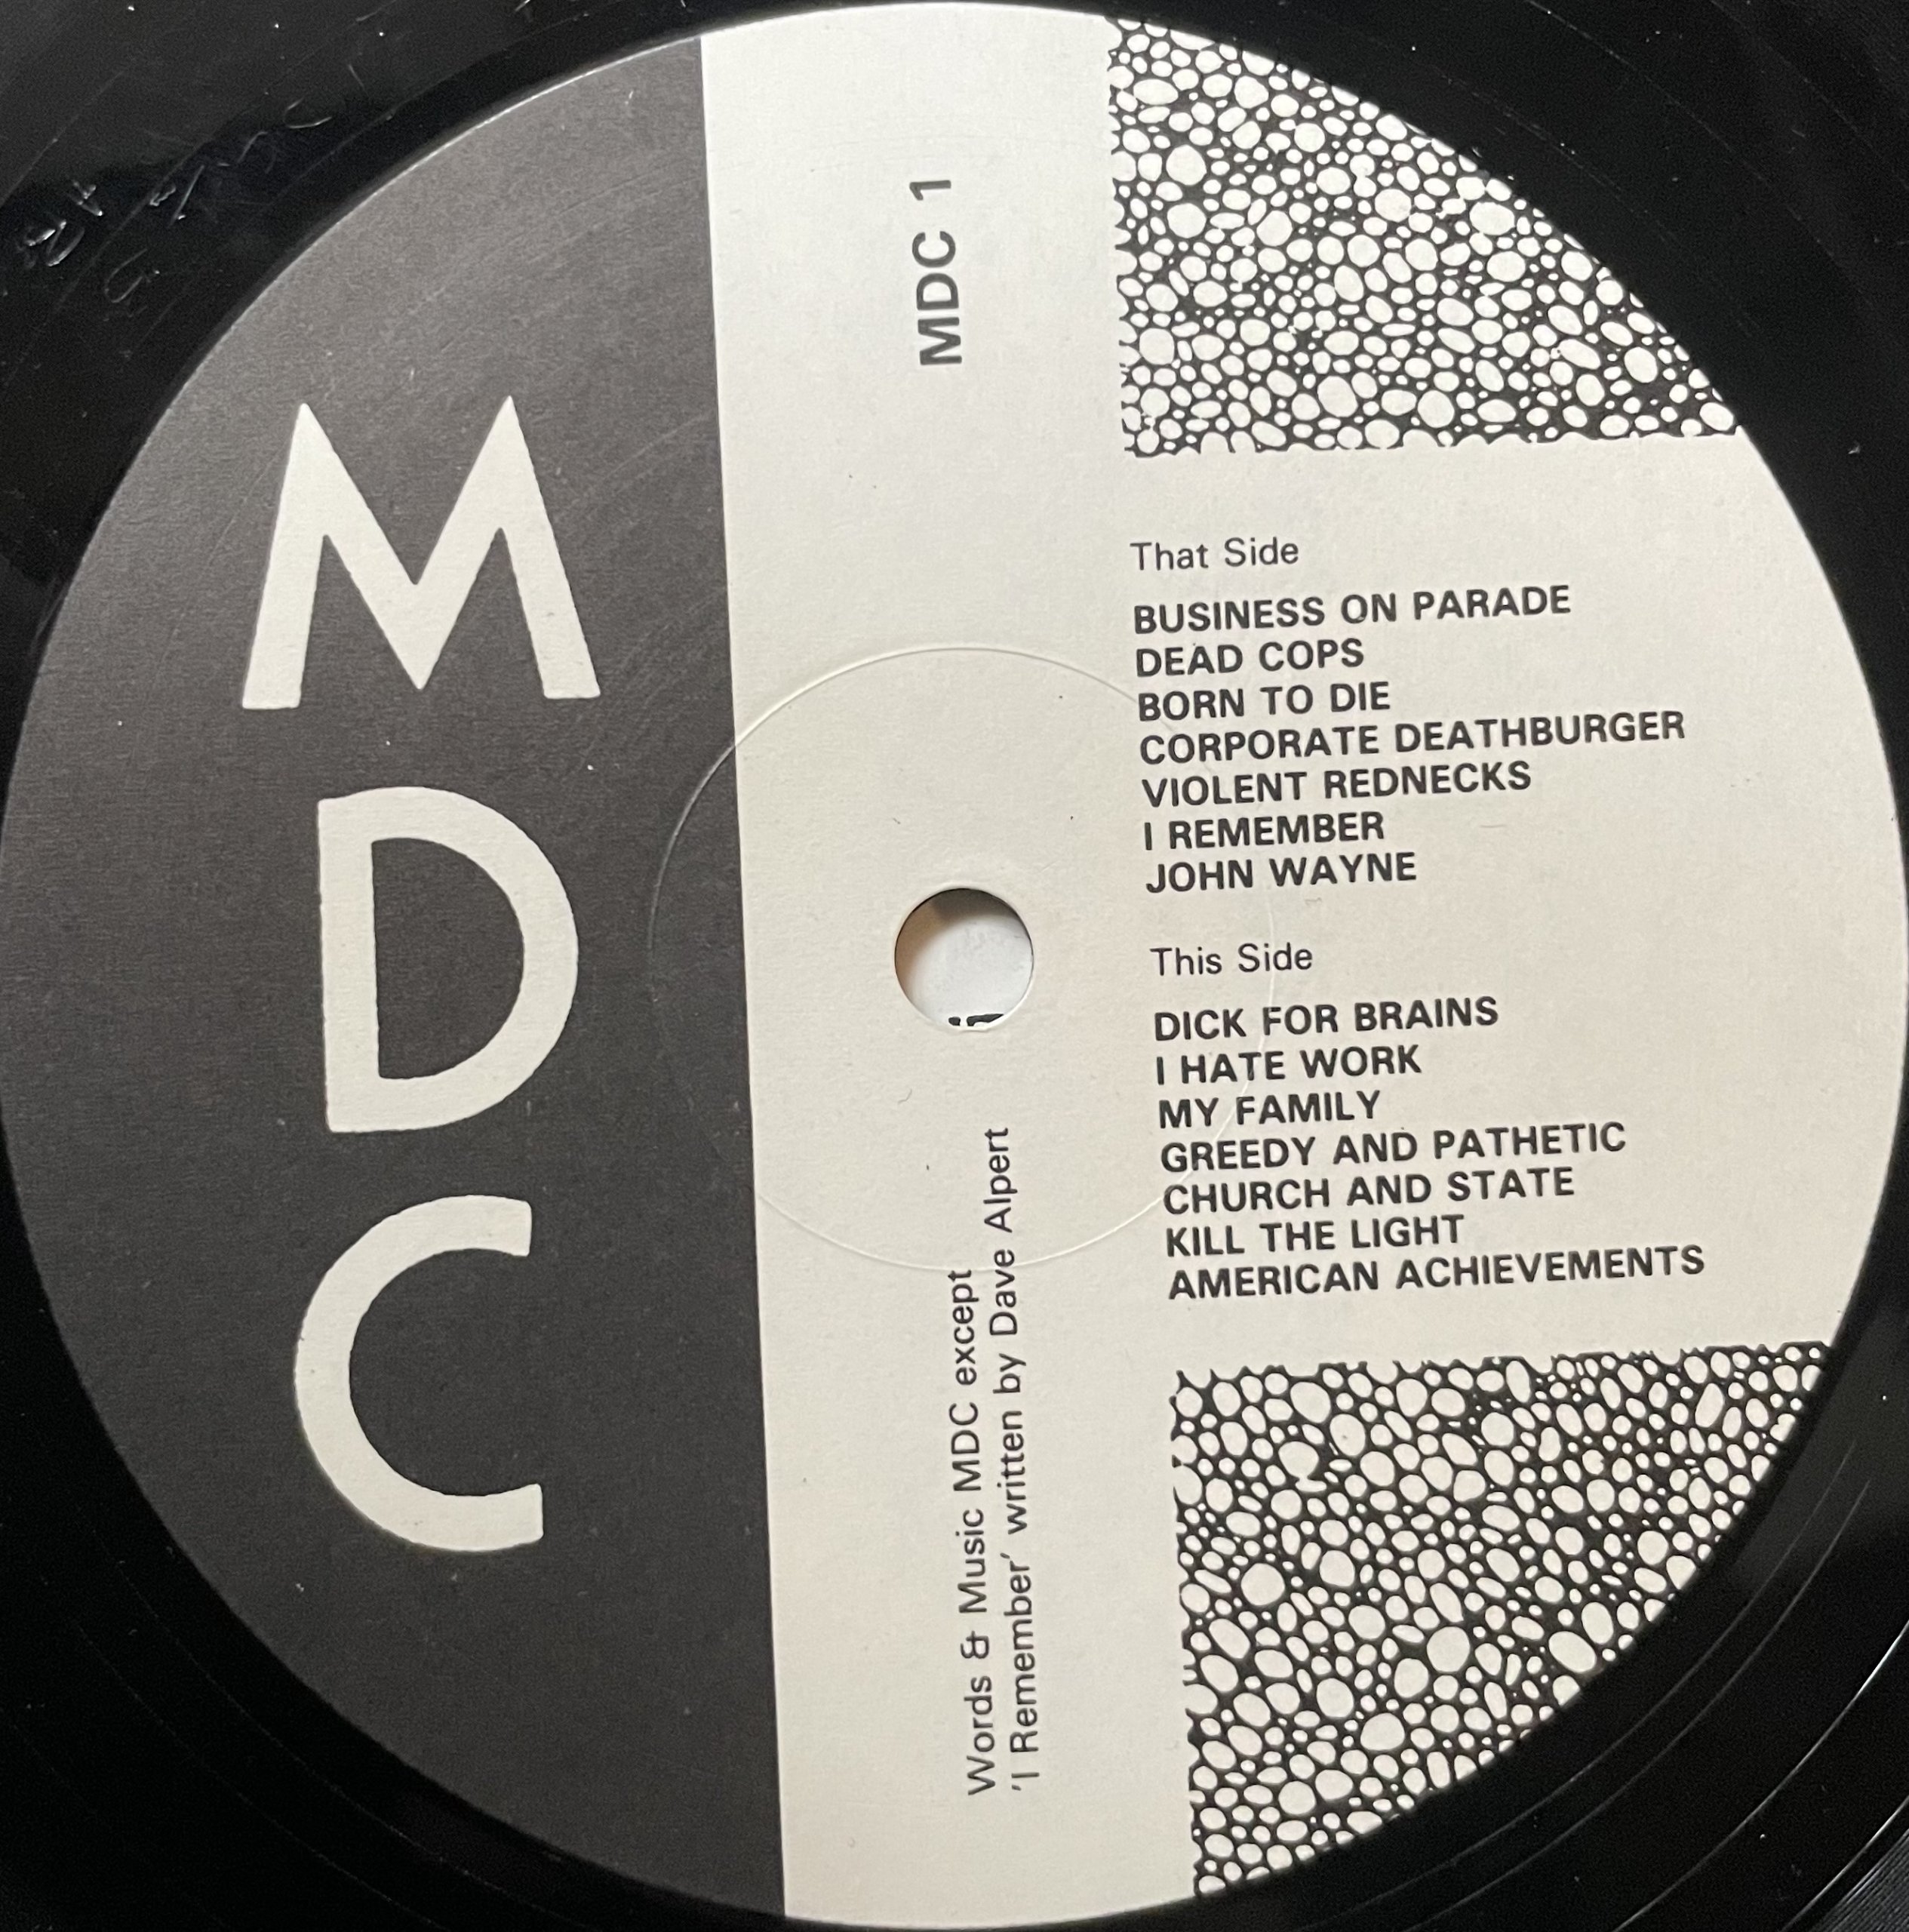 M
D
C
MDC 1
That Side
BUSINESS ON PARADE
DEAD COPS
BORN TO DIE
CORPORATE DEATHBURGER
VIOLENT REDNECKS
I REMEMBER
JOHN WAYNE
This Side
DICK FOR BRAINS
I HATE WORK
MY FAMILY
GREEDY AND PATHETIC
CHURCH AND STATE
KILL THE LIGHT
AMERICAN ACHIEVEMENTS
Words & Music MDC except
'I Remember' written by Dave Alpert